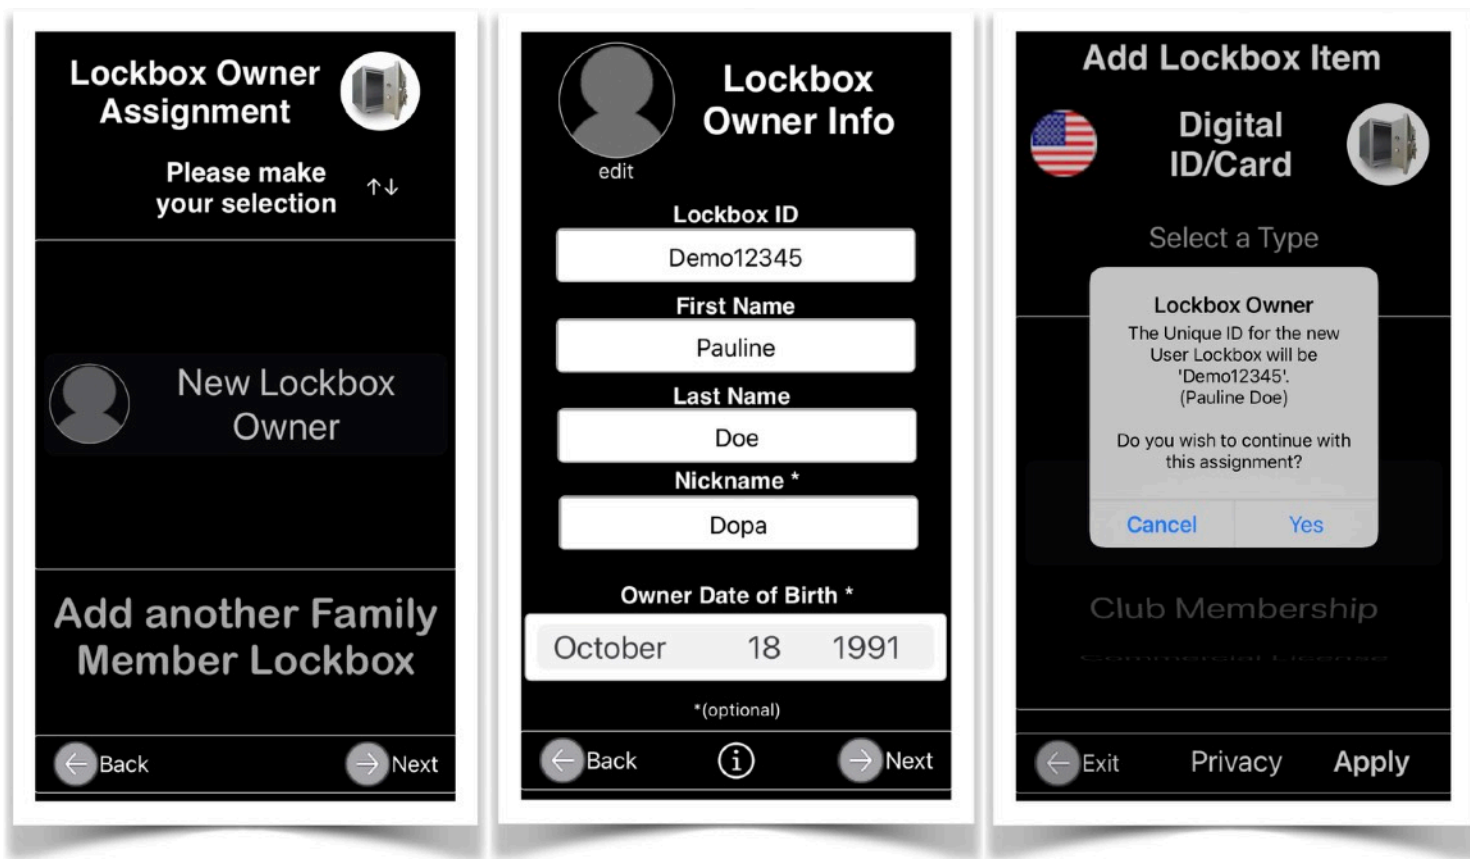 Lockbox Owner
Assignment
Please make
your selection
↑↓
New Lockbox
Owner
Add another Family
Member Lockbox
Back
Next
Lockbox
Owner Info
edit
Lockbox ID
Demo12345
First Name
Pauline
Last Name
Doe
Nickname *
Dopa
Owner Date of Birth *
October 18 1991
*(optional)
Back
Next
Add Lockbox Item
Digital
ID/Card
Select a Type
Lockbox Owner
The Unique ID for the new
User Lockbox will be
'Demo12345'.
(Pauline Doe)
Do you wish to continue with
this assignment?
Cancel Yes
Club Membership
Commercial License
Exit
Privacy
Apply